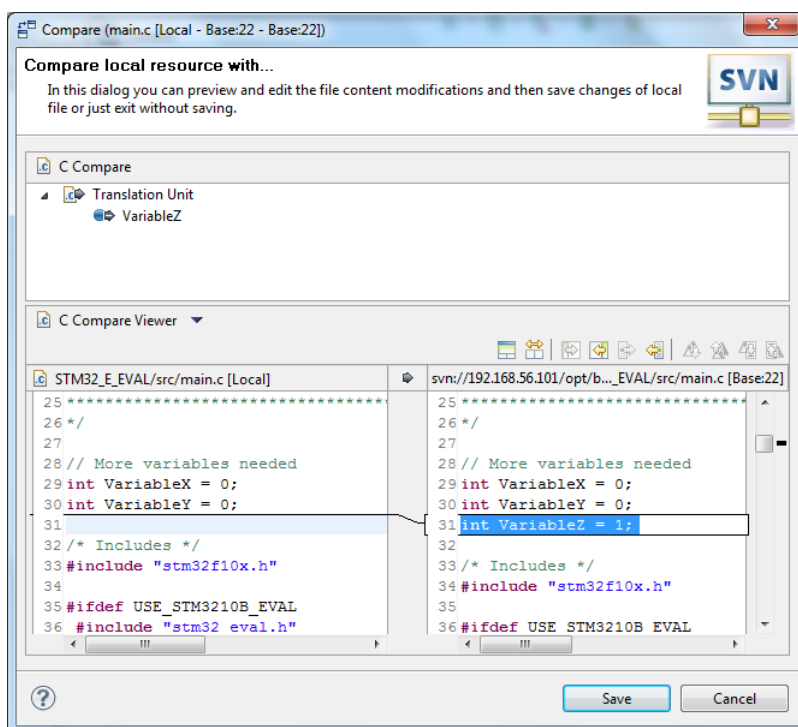 Compare (main.c [Local - Base:22 - Base:22])
x
Compare local resource with...
In this dialog you can preview and edit the file content modifications and then save changes of local
file or just exit without saving.
SVN
.c C Compare
.c Translation Unit
VariableZ
.c C Compare Viewer
.c STM32_E_EVAL/src/main.c [Local]
svn://192.168.56.101/opt/b..._EVAL/src/main.c [Base:22]
25 *********************************
26 */
27
28 // More variables needed
29 int VariableX = 0;
30 int VariableY = 0;
31
32 /* Includes */
33 #include "stm32f10x.h"
34
35 #ifdef USE_STM3210B_EVAL
36 #include "stm32_eval.h"
25 *****************************
26 */
27
28 // More variables needed
29 int VariableX = 0;
30 int VariableY = 0;
31 int VariableZ = 1;
32
33 /* Includes */
34 #include "stm32f10x.h"
35
36 #ifdef USE_STM3210B_EVAL
?
Save
Cancel